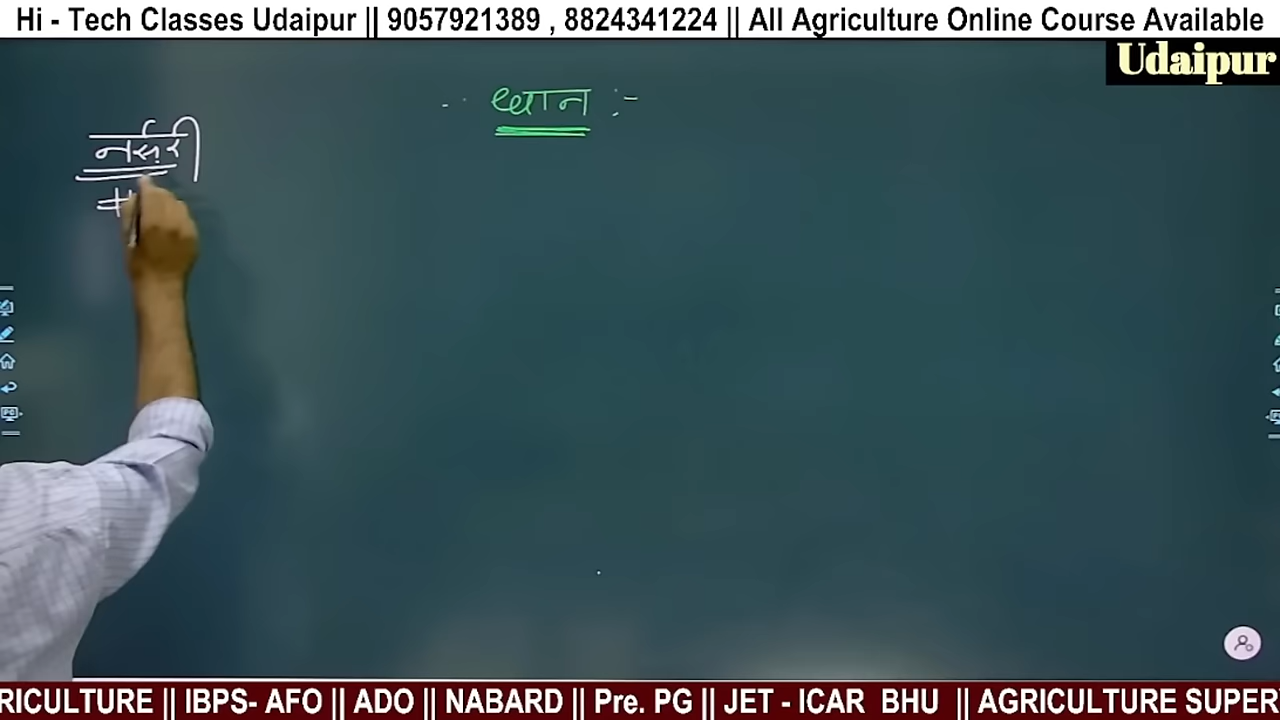 Hi - Tech Classes Udaipur || 9057921389 , 8824341224 || All Agriculture Online Course Available
Udaipur
धान :-
नर्सरी
#
RICULTURE || IBPS- AFO || ADO || NABARD || Pre. PG || JET - ICAR BHU || AGRICULTURE SUPER